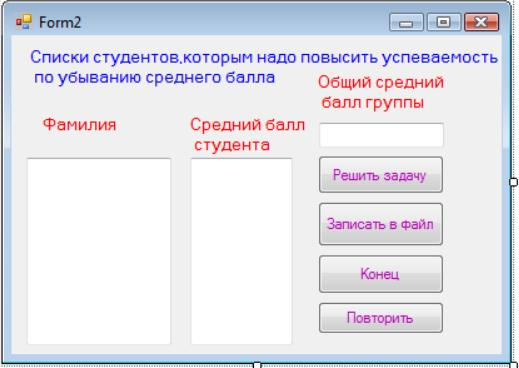 Form2
Списки студентов,которым надо повысить успеваемость
по убыванию среднего балла
Общий средний
балл группы
Фамилия
Средний балл
студента
Решить задачу
Записать в файл
Конец
Повторить